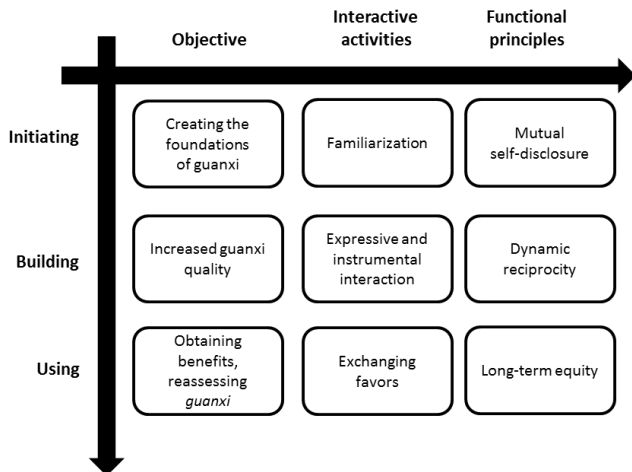 Objective
Interactive
activities
Functional
principles
Initiating
Creating the
foundations
of guanxi
Familiarization
Mutual
self-disclosure
Building
Increased guanxi
quality
Expressive and
instrumental
interaction
Dynamic
reciprocity
Using
Obtaining
benefits,
reassessing
guanxi
Exchanging
favors
Long-term equity